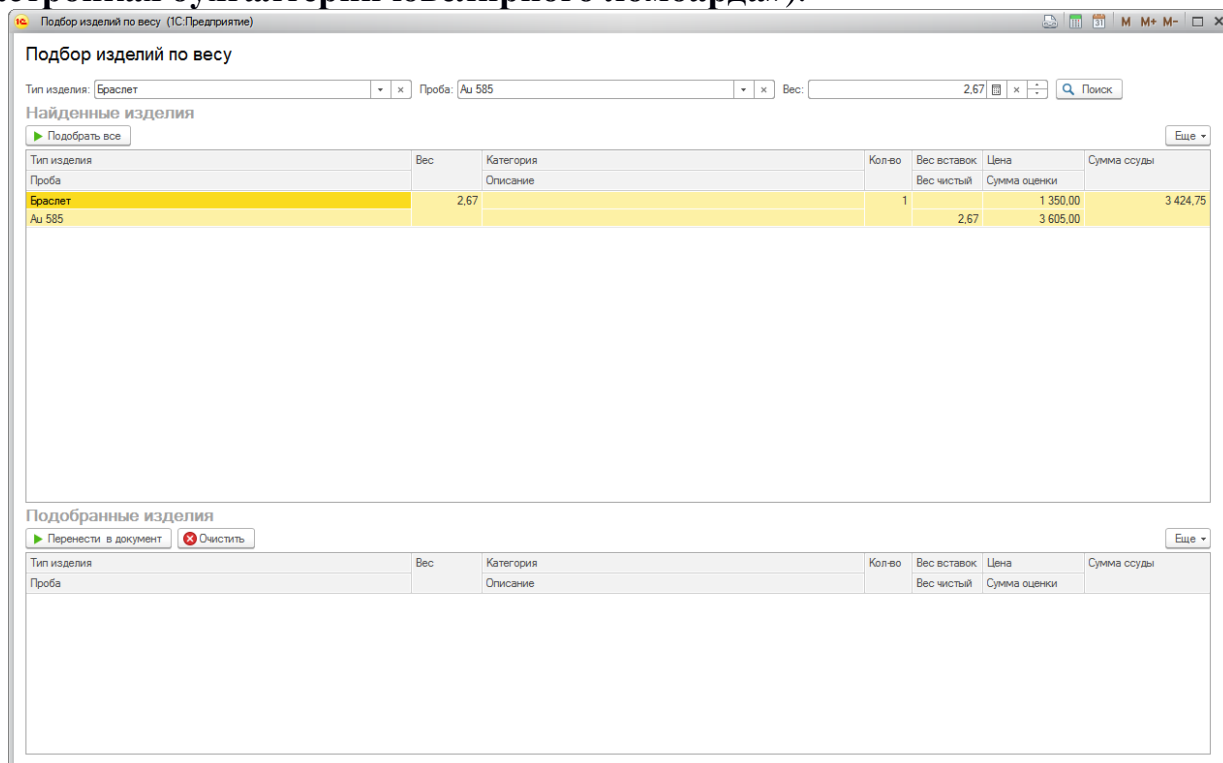 Подбор изделий по весу (1С:Предприятие) 31 M M+ M-
Подбор изделий по весу
Тип изделия: Браслет Проба: Au 585 Вес: 2,67 Поиск
Найденные изделия
Подобрать все Еще
Тип изделия Вес Категория Кол-во Вес вставок Цена Сумма ссуды
Проба Описание Вес чистый Сумма оценки
Браслет 2,67 1 1 350,00 3 424,75
Au 585 2,67 3 605,00
Подобранные изделия
Перенести в документ Очистить Еще
Тип изделия Вес Категория Кол-во Вес вставок Цена Сумма ссуды
Проба Описание Вес чистый Сумма оценки